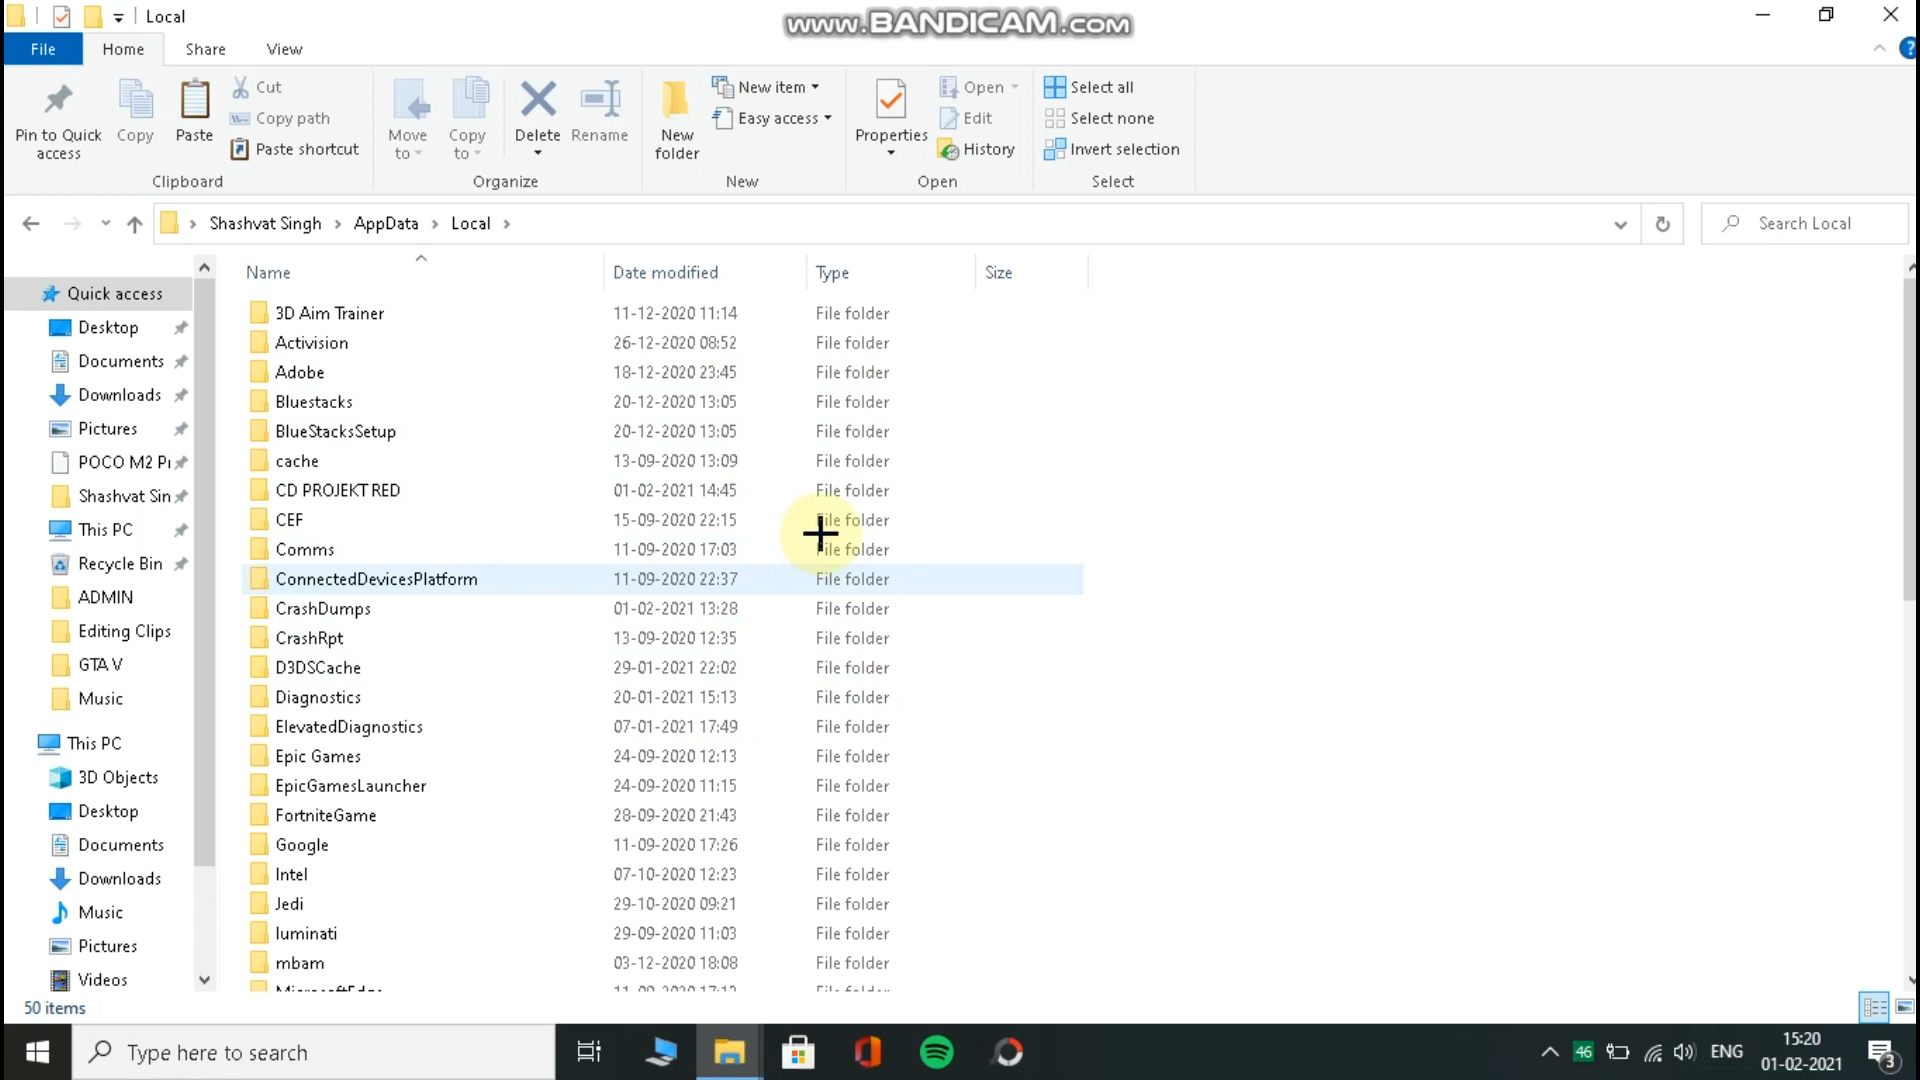 Local
www.BANDICAM.com
File
Home
Share
View
?
Pin to Quick access
Copy
Paste
Cut
Copy path
Paste shortcut
Clipboard
Move to
Copy to
Delete
Rename
Organize
New folder
New item
Easy access
New
Properties
Open
Edit
History
Open
Select all
Select none
Invert selection
Select
Shashvat Singh
AppData
Local
Search Local
Name
Date modified
Type
Size
Quick access
Desktop
Documents
Downloads
Pictures
POCO M2 Pr
Shashvat Sin
This PC
Recycle Bin
ADMIN
Editing Clips
GTA V
Music
This PC
3D Objects
Desktop
Documents
Downloads
Music
Pictures
Videos
3D Aim Trainer 11-12-2020 11:14 File folder
Activision 26-12-2020 08:52 File folder
Adobe 18-12-2020 23:45 File folder
Bluestacks 20-12-2020 13:05 File folder
BlueStacksSetup 20-12-2020 13:05 File folder
cache 13-09-2020 13:09 File folder
CD PROJEKT RED 01-02-2021 14:45 File folder
CEF 15-09-2020 22:15 File folder
Comms 11-09-2020 17:03 File folder
ConnectedDevicesPlatform 11-09-2020 22:37 File folder
CrashDumps 01-02-2021 13:28 File folder
CrashRpt 13-09-2020 12:35 File folder
D3DSCache 29-01-2021 22:02 File folder
Diagnostics 20-01-2021 15:13 File folder
ElevatedDiagnostics 07-01-2021 17:49 File folder
Epic Games 24-09-2020 12:13 File folder
EpicGamesLauncher 24-09-2020 11:15 File folder
FortniteGame 28-09-2020 21:43 File folder
Google 11-09-2020 17:26 File folder
Intel 07-10-2020 12:23 File folder
Jedi 29-10-2020 09:21 File folder
luminati 29-09-2020 11:03 File folder
mbam 03-12-2020 18:08 File folder
50 items
Type here to search
46
ENG
15:20
01-02-2021
3